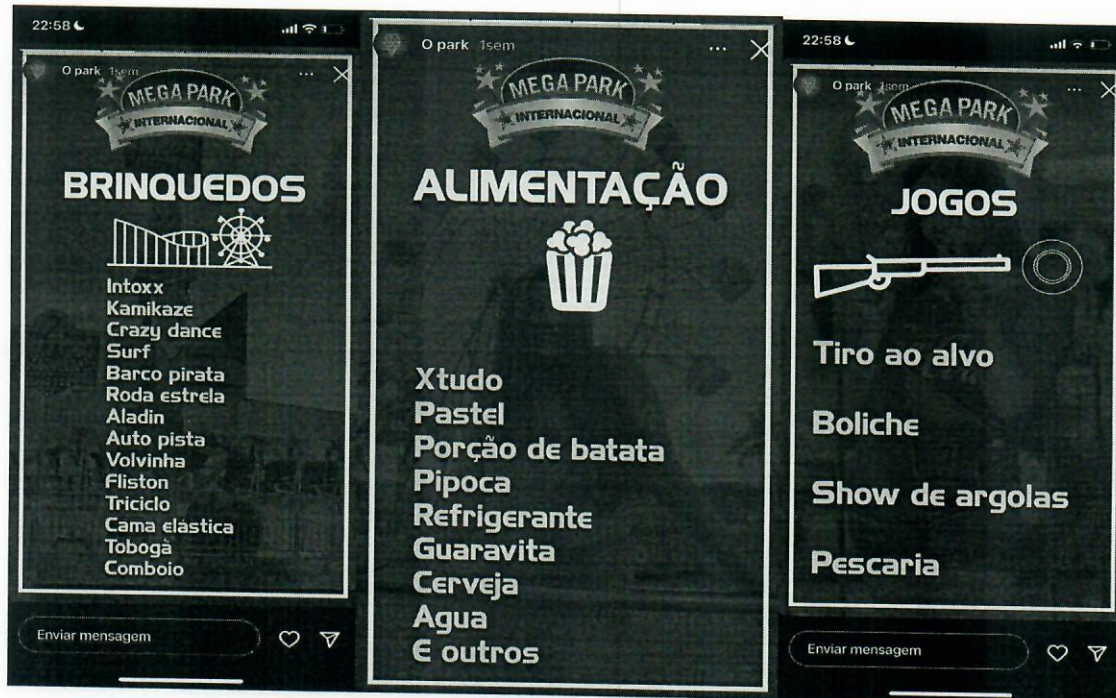 22:58
O park 1sem
MEGA PARK
INTERNACIONAL
BRINQUEDOS
Intoxx
Kamikaze
Crazy dance
Surf
Barco pirata
Roda estrela
Aladin
Auto pista
Volvinha
Fliston
Triciclo
Cama elástica
Tobogã
Comboio
Enviar mensagem
O park 1sem
MEGA PARK
INTERNACIONAL
ALIMENTAÇÃO
Xtudo
Pastel
Porção de batata
Pipoca
Refrigerante
Guaravita
Cerveja
Agua
E outros
22:58
O park 1sem
MEGA PARK
INTERNACIONAL
JOGOS
Tiro ao alvo
Boliche
Show de argolas
Pescaria
Enviar mensagem